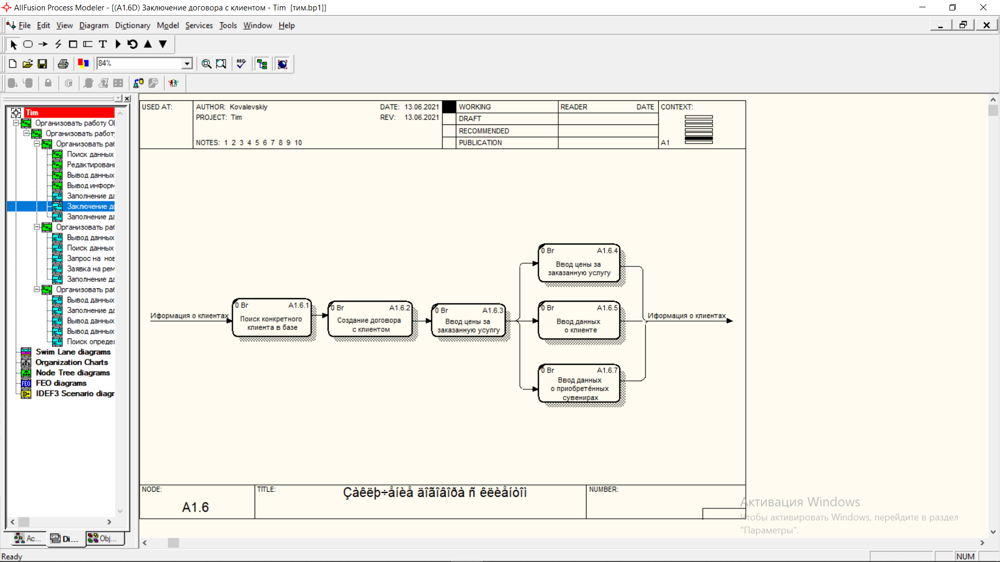 AllFusion Process Modeler - [(A1.6D) Заключение договора с клиентом - Tim [тим.bp1]]
File Edit View Diagram Dictionary Model Services Tools Window Help
84%
Tim
Организовать работу Ol
Организовать работу
Организовать раб
Поиск данных
Редактировани
Вывод данных
Вывод информ
Заполнение да
Заключение до
Заполнение да
Организовать раб
Вывод данных
Поиск данных
Запрос на нов
Заявка на рем
Заполнение да
Организовать раб
Вывод данных
Заполнение да
Вывод данных
Вывод данных
Поиск определ
Swim Lane diagrams
Organization Charts
Node Tree diagrams
FEO diagrams
IDEF3 Scenario diagr
Ac... Di... Obj...
USED AT:
AUTHOR: Kovalevskiy
PROJECT: Tim
NOTES: 1 2 3 4 5 6 7 8 9 10
DATE: 13.06.2021
REV: 13.06.2021
WORKING
DRAFT
RECOMMENDED
PUBLICATION
READER DATE
CONTEXT:
A1
Иформация о клиентах
0 Br A1.6.1
Поиск конкретного
клиента в базе
0 Br A1.6.2
Создание договора
с клиентом
0 Br A1.6.3
Ввод цены за
заказанную усулгу
0 Br A1.6.4
Ввод цены за
заказанную услугу
0 Br A1.6.5
Ввод данных
о клиенте
0 Br A1.6.7
Ввод данных
о приобретённых
сувенирах
Иформация о клиентах
NODE:
A1.6
TITLE:
Çàêëþ÷åíèå äîãîâîðà ñ êëèåíòîì
NUMBER:
Активация Windows
Чтобы активировать Windows, перейдите в раздел
"Параметры".
Ready
NUM